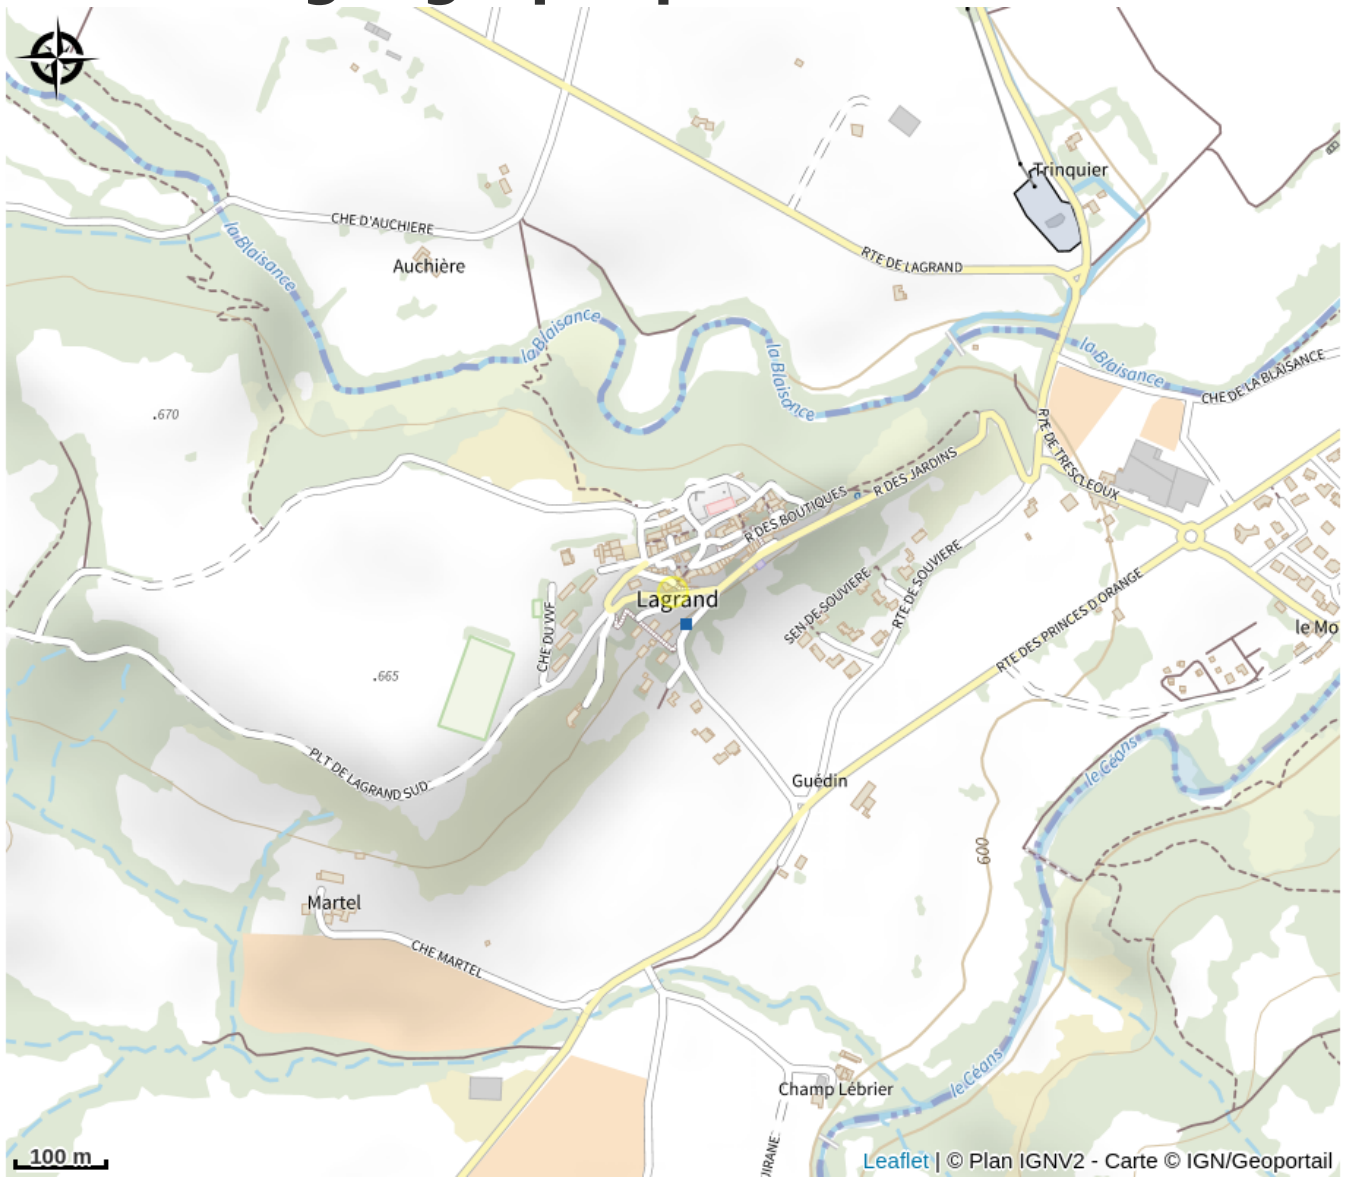 Trinquier
CHE D'AUCHIERE
la Blaisance
Auchière
RTE DE LAGRAND
la Blaisance
la Blaisance
la Blaisance
CHE DE LA BLAISANCE
.670
RTE DE TRESCLEOUX
R DES JARDINS
R DES BOUTIQUES
Lagrand
CHE DU VVF
SEN DE SOUVIERE
RTE DE SOUVIERE
RTE DES PRINCES D ORANGE
le Mo
.665
PLT DE LAGRAND SUD
Guédin
le Céans
600
Martel
CHE MARTEL
le Céans
Champ Lébrier
OIRANE
100 m
Leaflet | © Plan IGNV2 - Carte © IGN/Geoportail